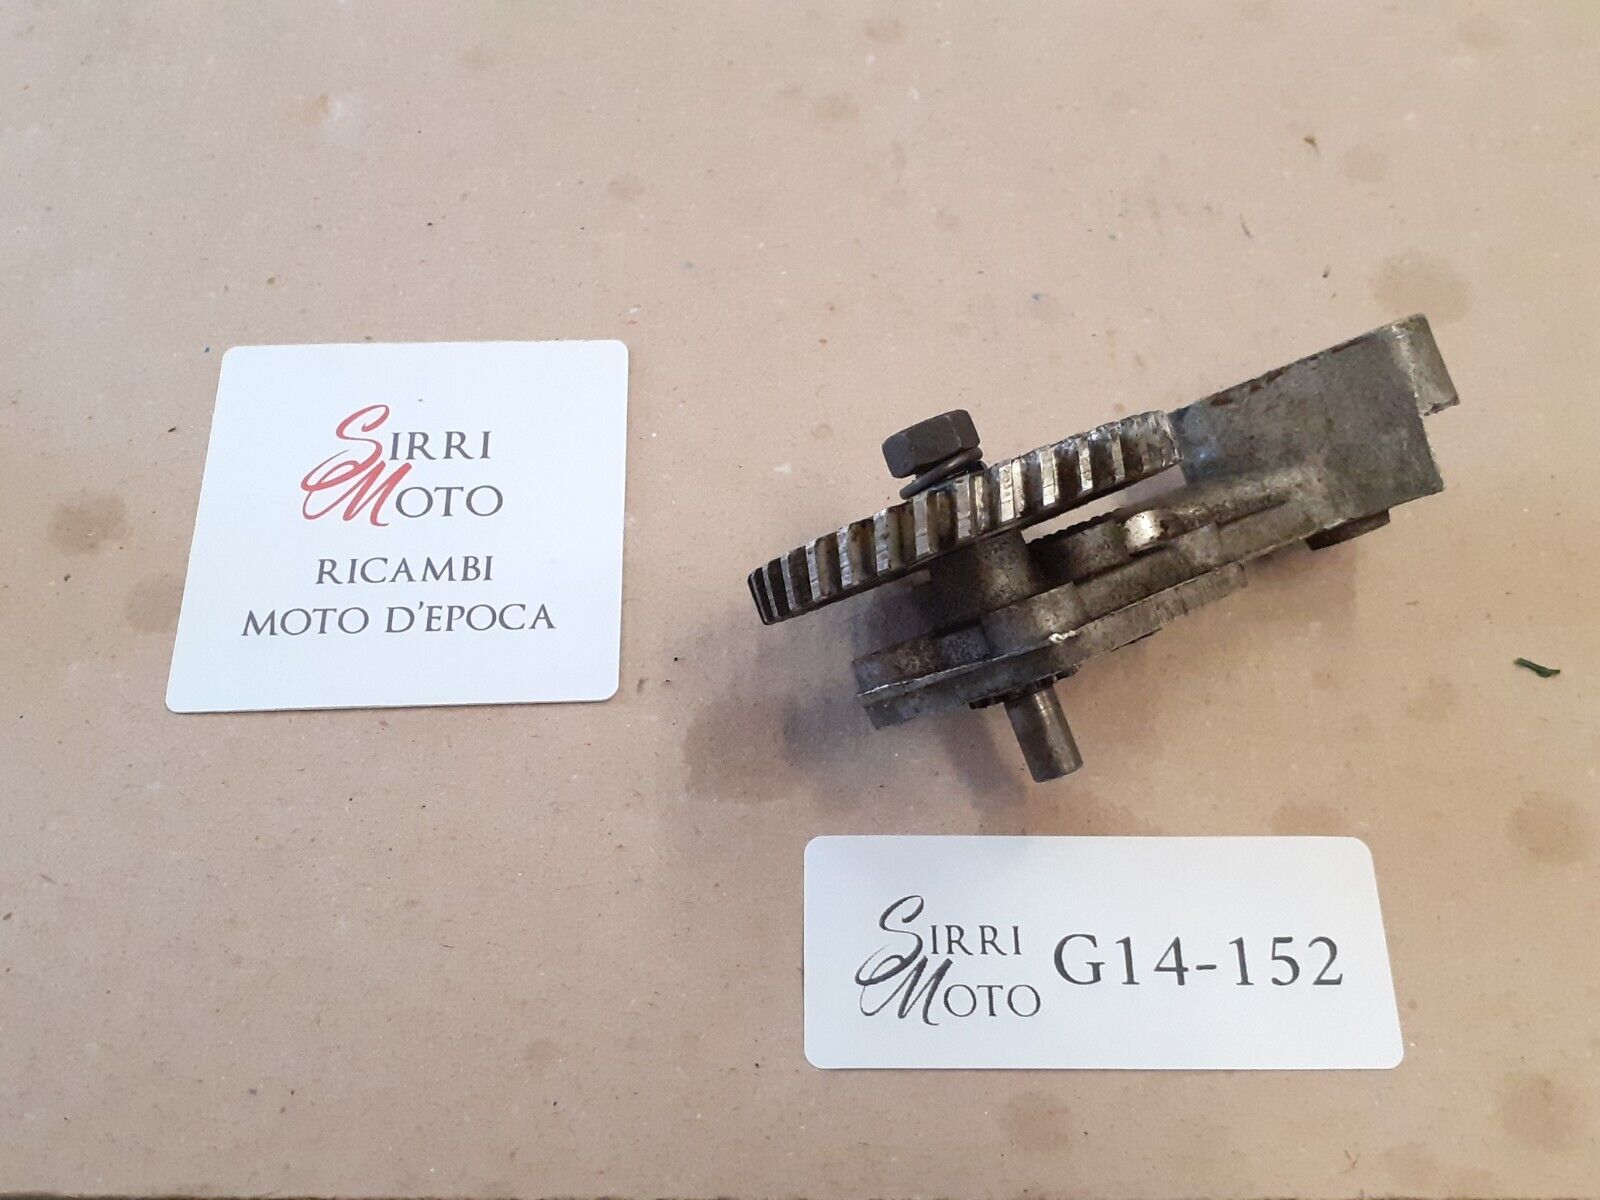 SIRRI
MOTO
RICAMBI
MOTO D'EPOCA
SIRRI
MOTO
G14-152